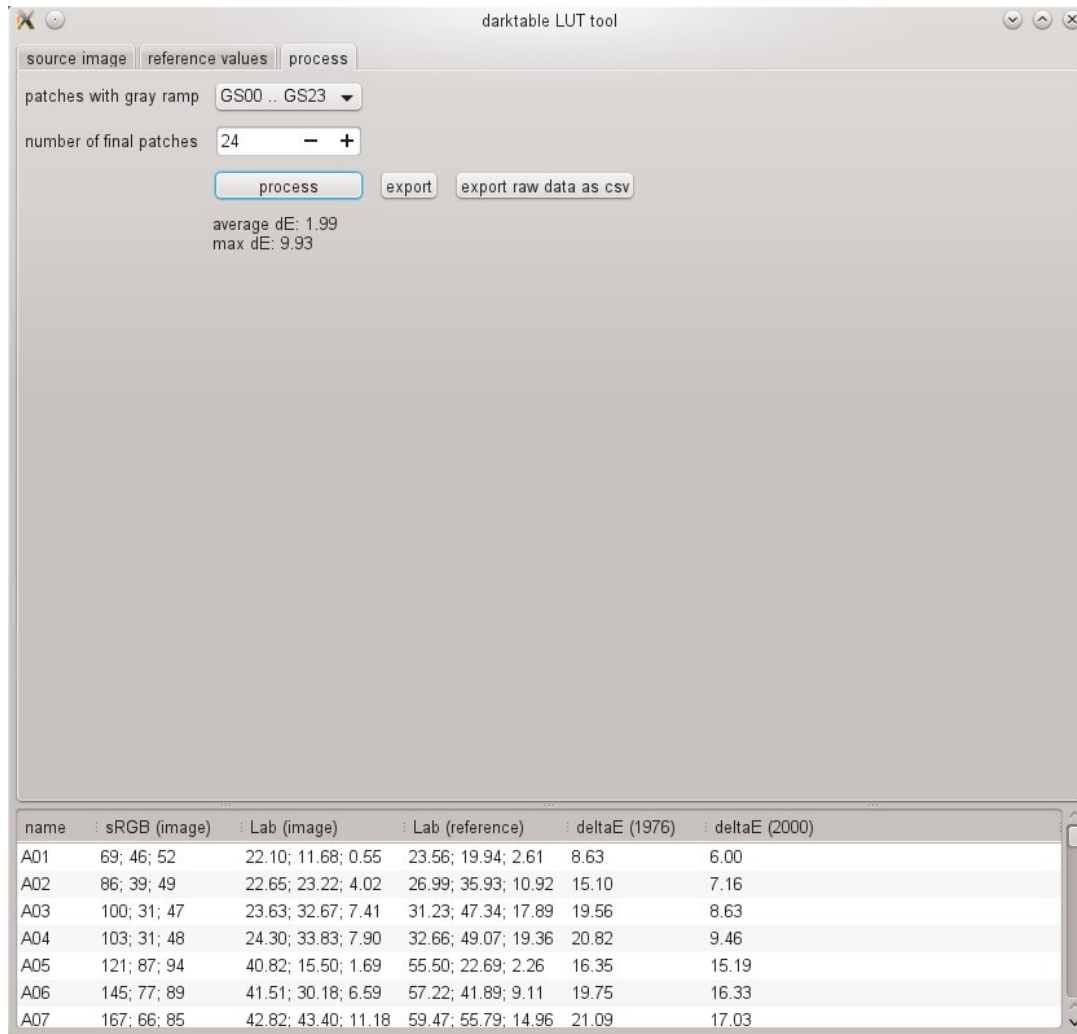 darktable LUT tool
source image reference values process
patches with gray ramp GS00 .. GS23
number of final patches 24 − +
process export export raw data as csv
average dE: 1.99
max dE: 9.93
name sRGB (image) Lab (image) Lab (reference) deltaE (1976) deltaE (2000)
A01 69; 46; 52 22.10; 11.68; 0.55 23.56; 19.94; 2.61 8.63 6.00
A02 86; 39; 49 22.65; 23.22; 4.02 26.99; 35.93; 10.92 15.10 7.16
A03 100; 31; 47 23.63; 32.67; 7.41 31.23; 47.34; 17.89 19.56 8.63
A04 103; 31; 48 24.30; 33.83; 7.90 32.66; 49.07; 19.36 20.82 9.46
A05 121; 87; 94 40.82; 15.50; 1.69 55.50; 22.69; 2.26 16.35 15.19
A06 145; 77; 89 41.51; 30.18; 6.59 57.22; 41.89; 9.11 19.75 16.33
A07 167; 66; 85 42.82; 43.40; 11.18 59.47; 55.79; 14.96 21.09 17.03